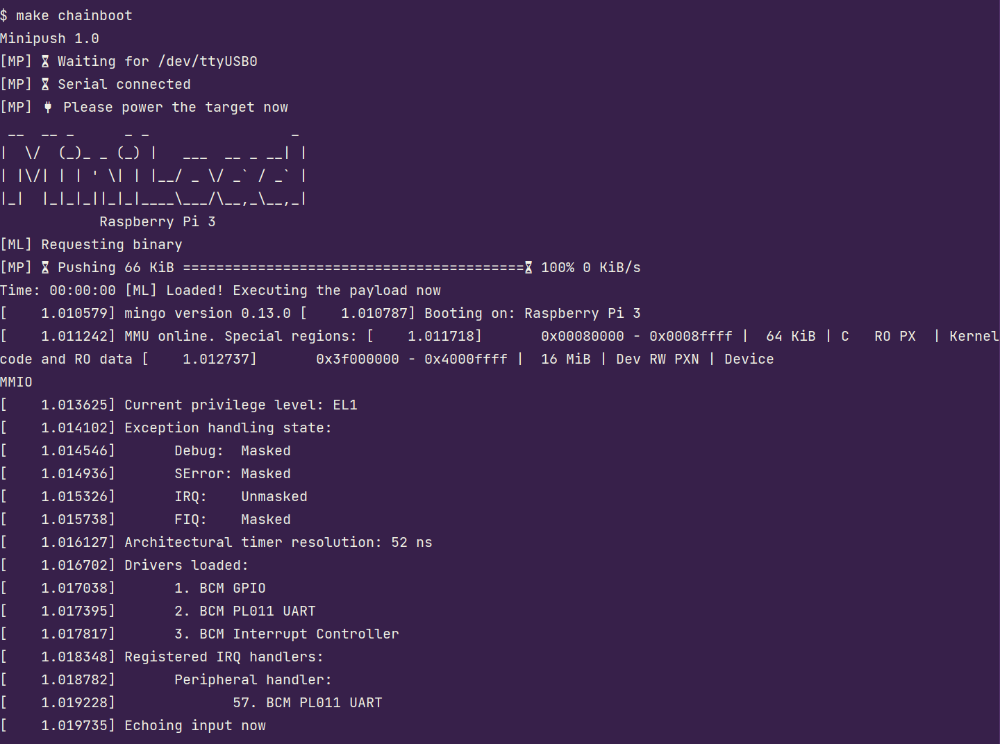 $ make chainboot
Minipush 1.0
[MP] ⏳ Waiting for /dev/ttyUSB0
[MP] ⏳ Serial connected
[MP] 🔌 Please power the target now
 __  __ _      _ _                 _
|  \/  (_)_ _ (_) |   ___  __ _ __| |
| |\/| | | ' \| | |__/ _ \/ _` / _` |
|_|  |_|_|_||_|_|____\___/\__,_\__,_|
            Raspberry Pi 3
[ML] Requesting binary
[MP] ⏳ Pushing 66 KiB =========================================⏳ 100% 0 KiB/s
Time: 00:00:00 [ML] Loaded! Executing the payload now
[    1.010579] mingo version 0.13.0 [    1.010787] Booting on: Raspberry Pi 3
[    1.011242] MMU online. Special regions: [    1.011718]       0x00080000 - 0x0008ffff |  64 KiB | C   RO PX  | Kernel
code and RO data [    1.012737]       0x3f000000 - 0x4000ffff |  16 MiB | Dev RW PXN | Device
MMIO
[    1.013625] Current privilege level: EL1
[    1.014102] Exception handling state:
[    1.014546]       Debug:  Masked
[    1.014936]       SError: Masked
[    1.015326]       IRQ:    Unmasked
[    1.015738]       FIQ:    Masked
[    1.016127] Architectural timer resolution: 52 ns
[    1.016702] Drivers loaded:
[    1.017038]       1. BCM GPIO
[    1.017395]       2. BCM PL011 UART
[    1.017817]       3. BCM Interrupt Controller
[    1.018348] Registered IRQ handlers:
[    1.018782]       Peripheral handler:
[    1.019228]              57. BCM PL011 UART
[    1.019735] Echoing input now